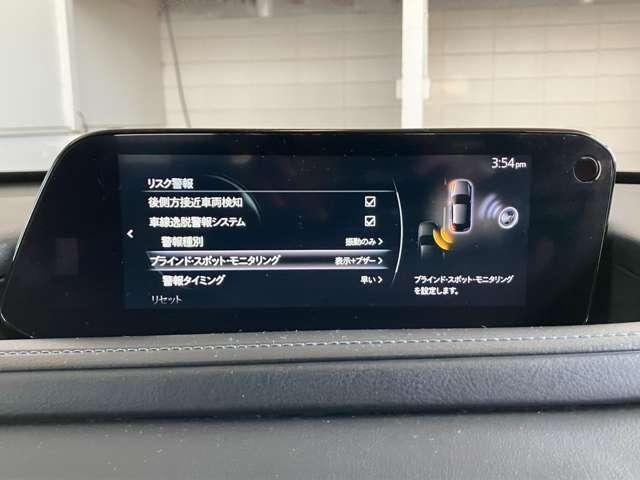 3:54pm
リスク警報
後側方接近車両検知
車線逸脱警報システム
警報種別 振動のみ
ブラインド・スポット・モニタリング 表示+ブザー
警報タイミング 早い
リセット
ブラインド・スポット・モニタリング
を設定します。